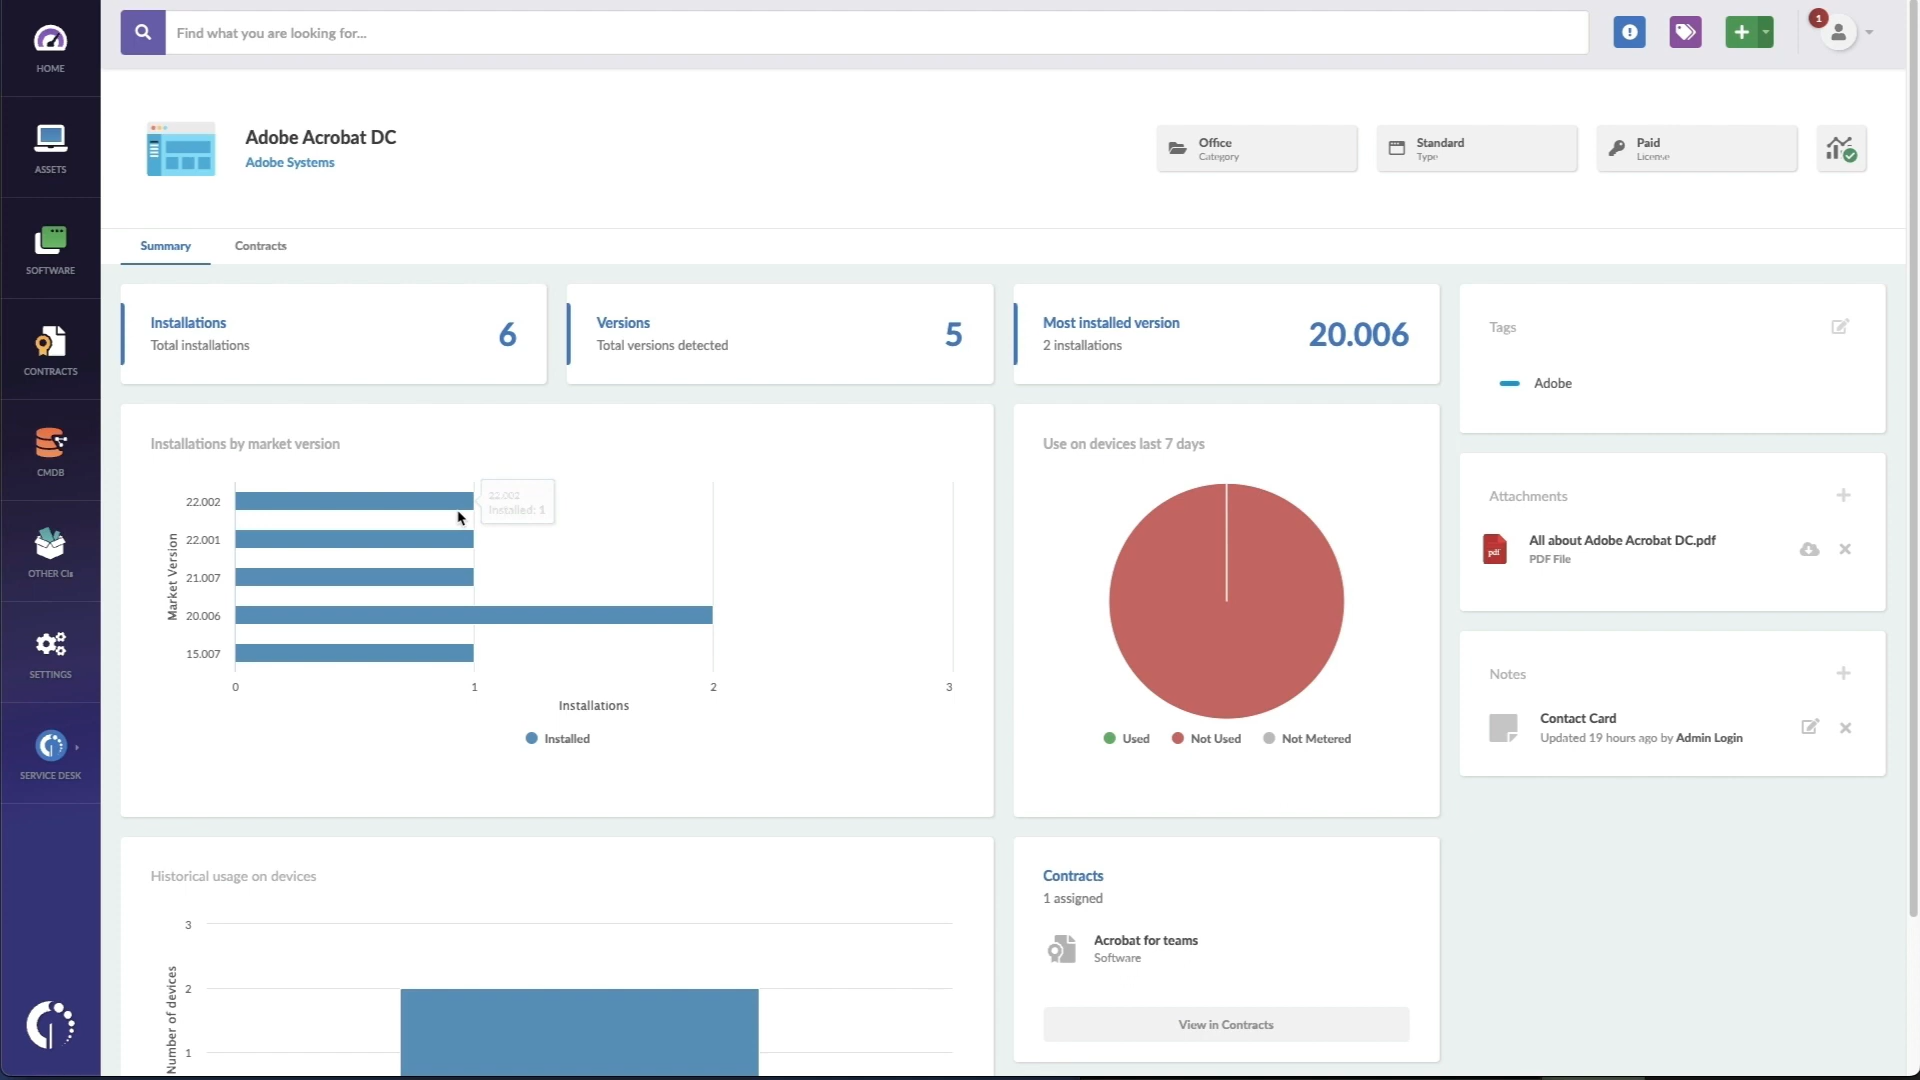 Find what you are looking for...
1
HOME
ASSETS
SOFTWARE
CONTRACTS
CMDB
OTHER CIs
SETTINGS
SERVICE DESK
Adobe Acrobat DC
Adobe Systems
Office
Category
Standard
Type
Paid
License
Summary
Contracts
Installations
Total installations
6
Versions
Total versions detected
5
Most installed version
2 installations
20.006
Tags
Adobe
Installations by market version
Market Version
22.002
22.001
21.007
20.006
15.007
22.002
Installed: 1
0
1
2
3
Installations
Installed
Use on devices last 7 days
Used
Not Used
Not Metered
Attachments
pdf
All about Adobe Acrobat DC.pdf
PDF File
Notes
Contact Card
Updated 19 hours ago by Admin Login
Historical usage on devices
Number of devices
3
2
1
Contracts
1 assigned
Acrobat for teams
Software
View in Contracts